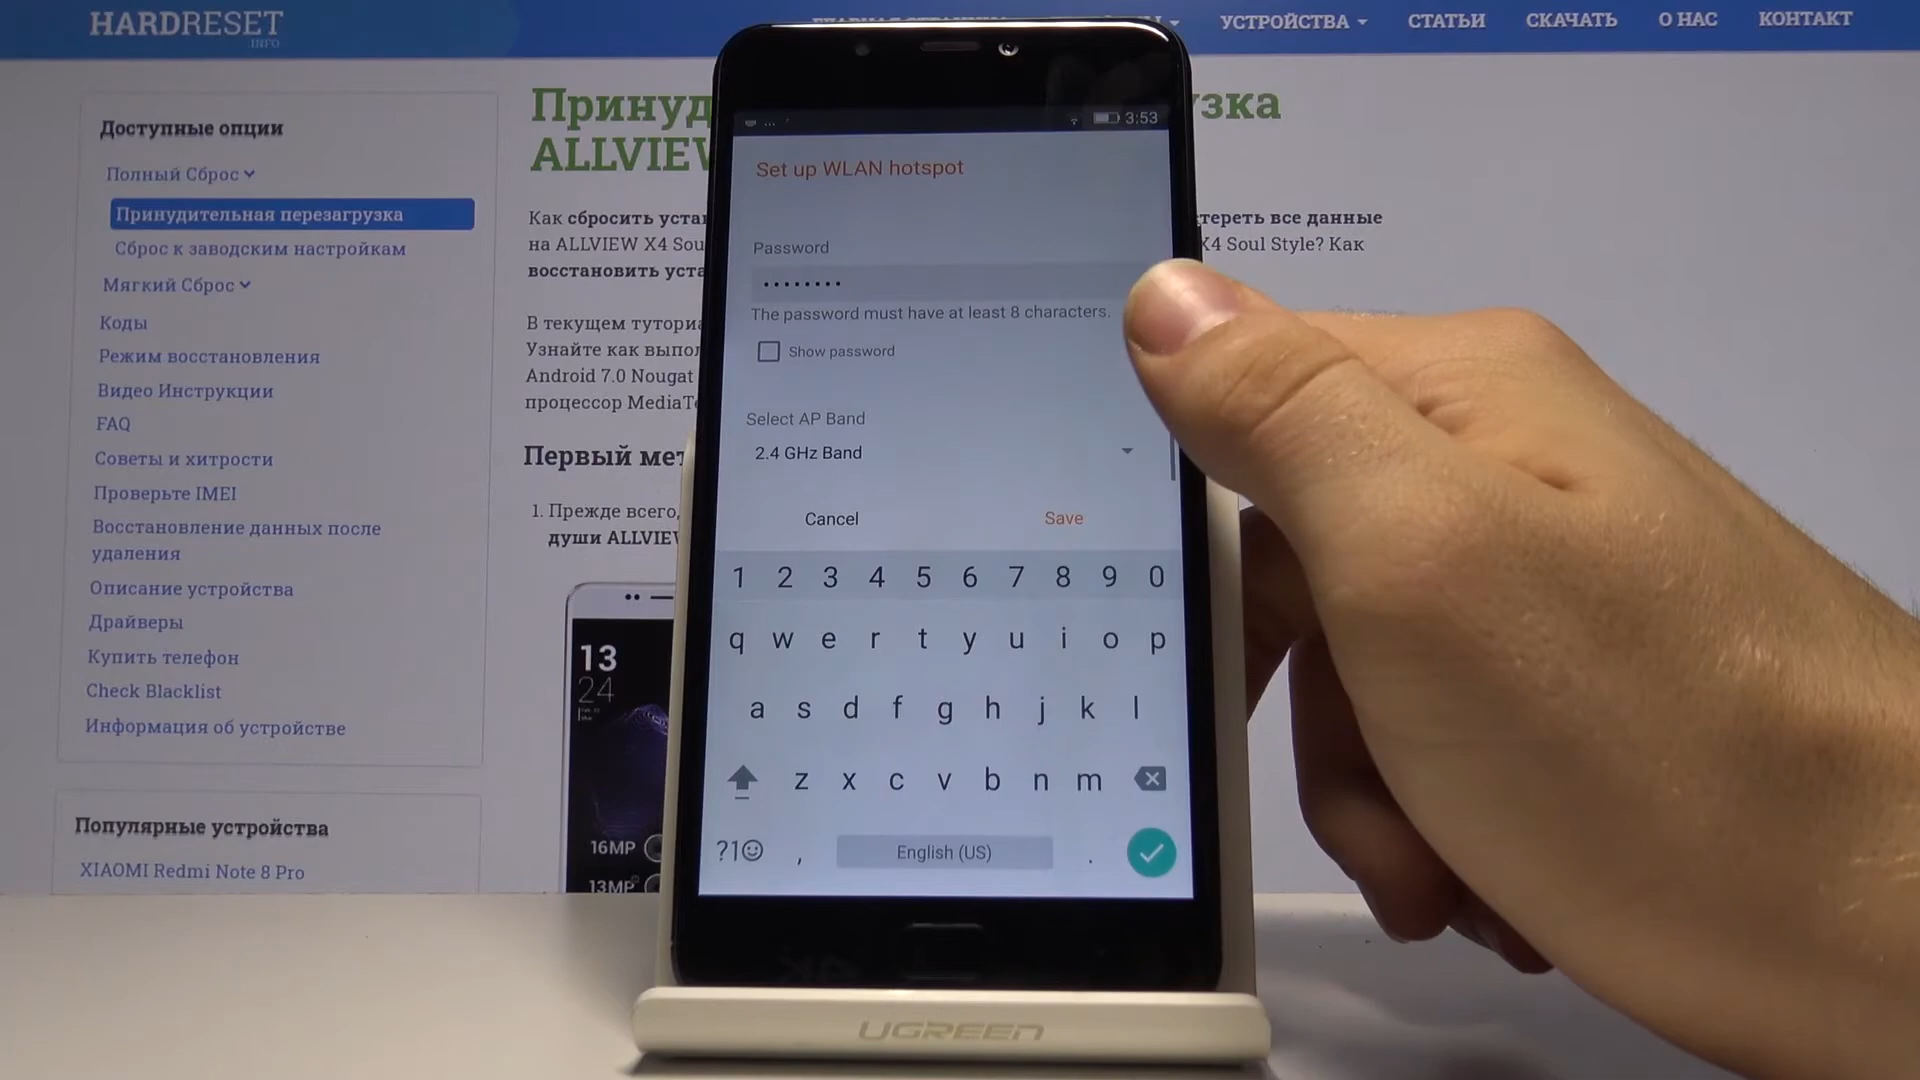 HARDRESET
.INFO
УСТРОЙСТВА
СТАТЬИ
СКАЧАТЬ
О НАС
КОНТАКТ
Доступные опции
Полный Сброс
Принудительная перезагрузка
Сброс к заводским настройкам
Мягкий Сброс
Коды
Режим восстановления
Видео Инструкции
FAQ
Советы и хитрости
Проверьте IMEI
Восстановление данных после
удаления
Описание устройства
Драйверы
Купить телефон
Check Blacklist
Информация об устройстве
Популярные устройства
XIAOMI Redmi Note 8 Pro
Принуд
зка
ALLVIEW
Как сбросить устан
тереть все данные
на ALLVIEW X4 Sou
X4 Soul Style? Как
восстановить уста
В текущем туториа
Узнайте как выпол
Android 7.0 Nougat
процессор MediaTe
Первый мет
1. Прежде всего,
души ALLVIEW
13
24
16MP
13MP
3:53
Set up WLAN hotspot
Password
••••••••
The password must have at least 8 characters.
Show password
Select AP Band
2.4 GHz Band
Cancel Save
1 2 3 4 5 6 7 8 9 0
q w e r t y u i o p
a s d f g h j k l
z x c v b n m
?1☺ , English (US) .
UGREEN